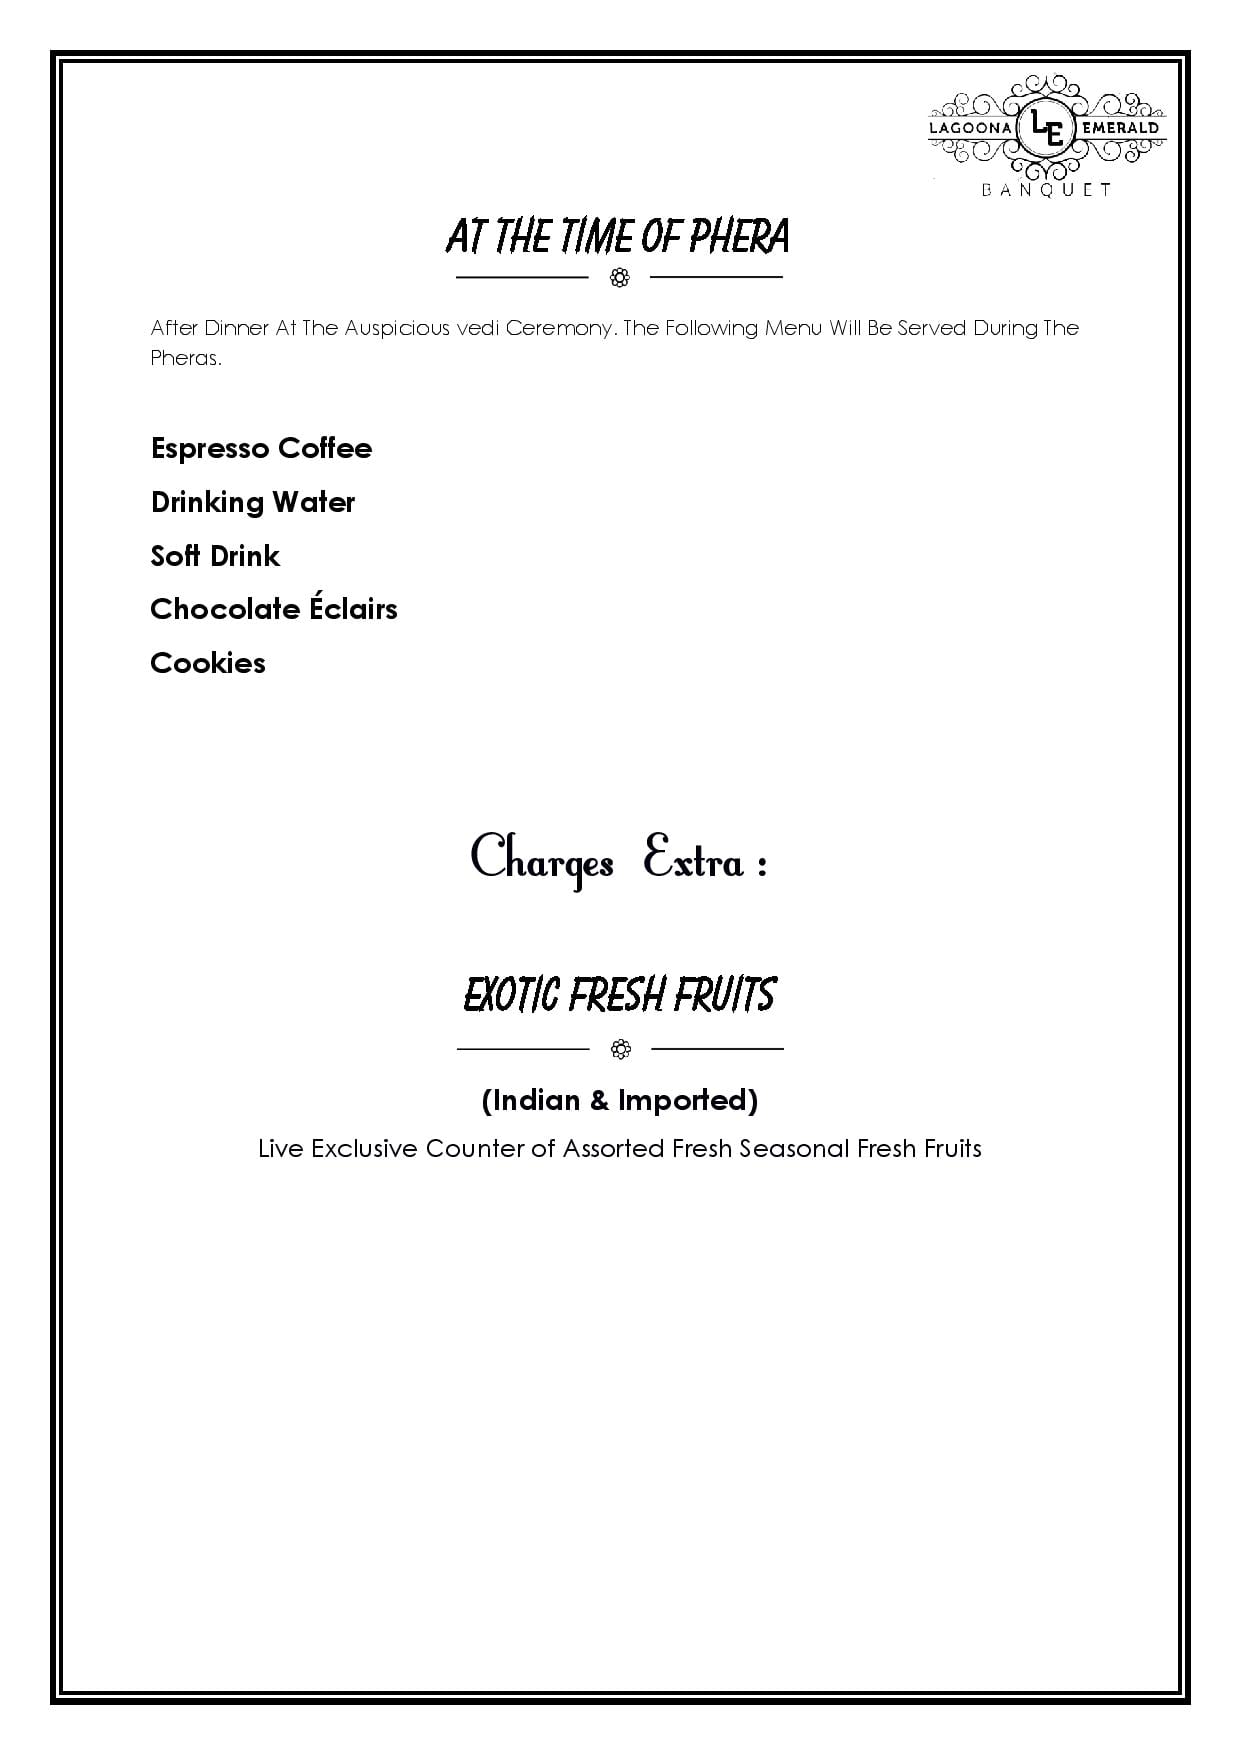 LAGOONA LE EMERALD
BANQUET
AT THE TIME OF PHERA
After Dinner At The Auspicious vedi Ceremony. The Following Menu Will Be Served During The
Pheras.
Espresso Coffee
Drinking Water
Soft Drink
Chocolate Éclairs
Cookies
Charges Extra :
EXOTIC FRESH FRUITS
(Indian & Imported)
Live Exclusive Counter of Assorted Fresh Seasonal Fresh Fruits